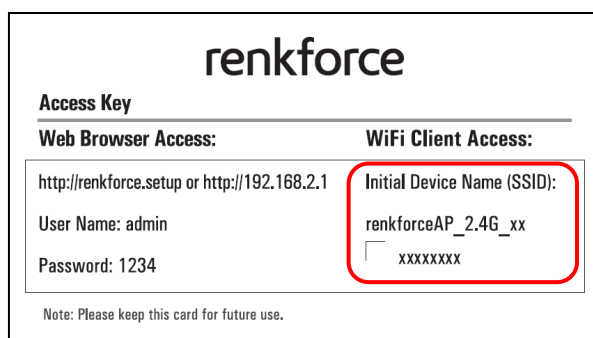 renkforce
Access Key
Web Browser Access:
WiFi Client Access:
http://renkforce.setup or http://192.168.2.1
Initial Device Name (SSID):
User Name: admin
renkforceAP_2.4G_xx
Password: 1234
xxxxxxxx
Note: Please keep this card for future use.